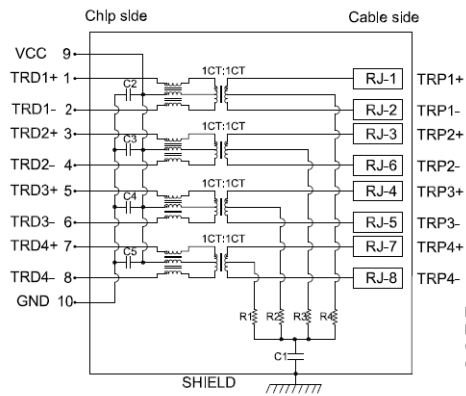 Chip side Cable side
VCC 9
TRD1+ 1 C2 1CT:1CT RJ-1 TRP1+
TRD1- 2 RJ-2 TRP1-
TRD2+ 3 C3 1CT:1CT RJ-3 TRP2+
TRD2- 4 RJ-6 TRP2-
TRD3+ 5 C4 1CT:1CT RJ-4 TRP3+
TRD3- 6 RJ-5 TRP3-
TRD4+ 7 C5 1CT:1CT RJ-7 TRP4+
TRD4- 8 RJ-8 TRP4-
GND 10
R1 R2 R3 R4
C1
SHIELD